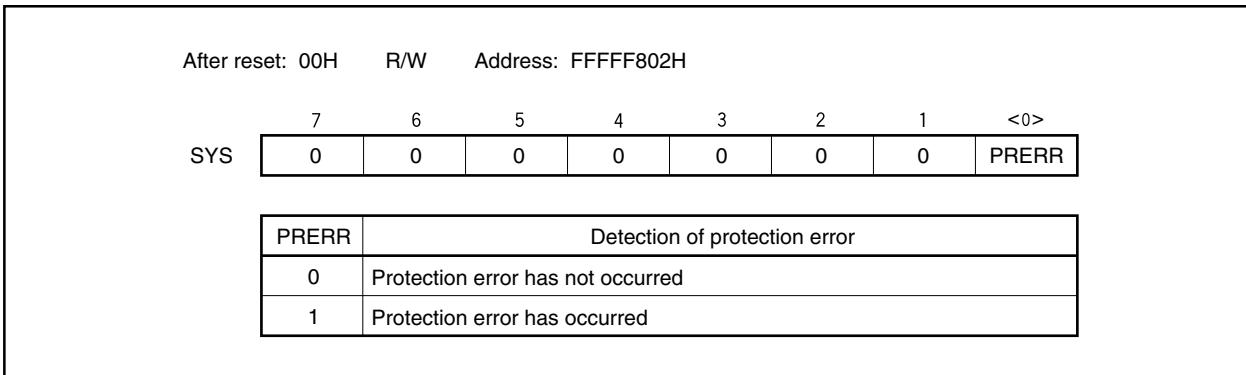 After reset: 00H R/W Address: FFFFF802H
7 6 5 4 3 2 1 <0>
SYS 0 0 0 0 0 0 0 PRERR
PRERR Detection of protection error
0 Protection error has not occurred
1 Protection error has occurred